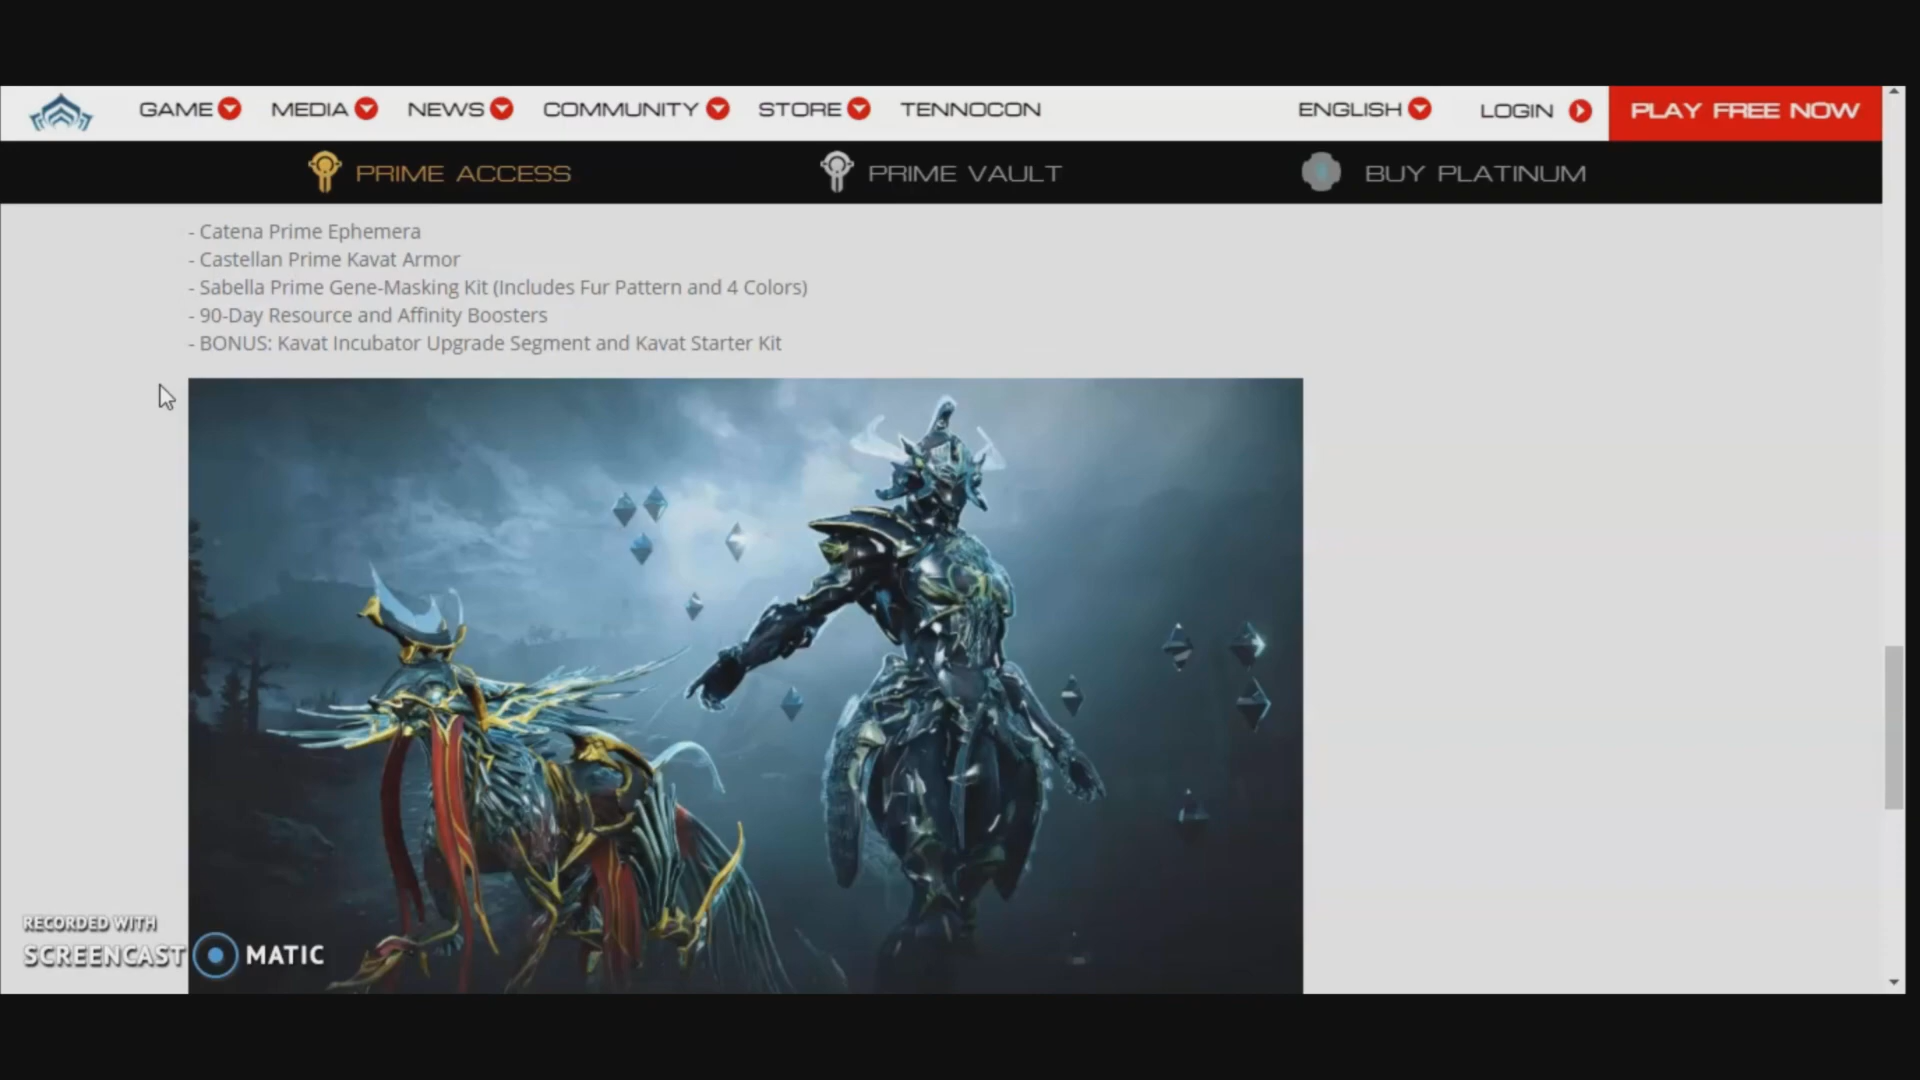 GAME MEDIA NEWS COMMUNITY STORE TENNOCON ENGLISH LOGIN PLAY FREE NOW
PRIME ACCESS PRIME VAULT BUY PLATINUM
- Catena Prime Ephemera
- Castellan Prime Kavat Armor
- Sabella Prime Gene-Masking Kit (Includes Fur Pattern and 4 Colors)
- 90-Day Resource and Affinity Boosters
- BONUS: Kavat Incubator Upgrade Segment and Kavat Starter Kit
RECORDED WITH
SCREENCAST MATIC